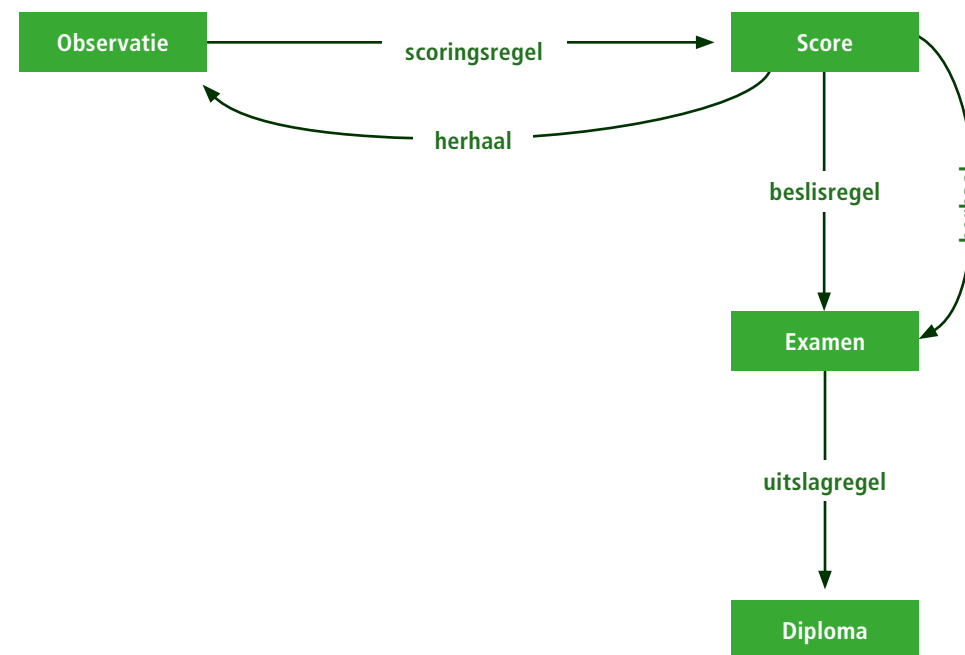 Observatie
scoringsregel
Score
herhaal
beslisregel
Examen
uitslagregel
Diploma